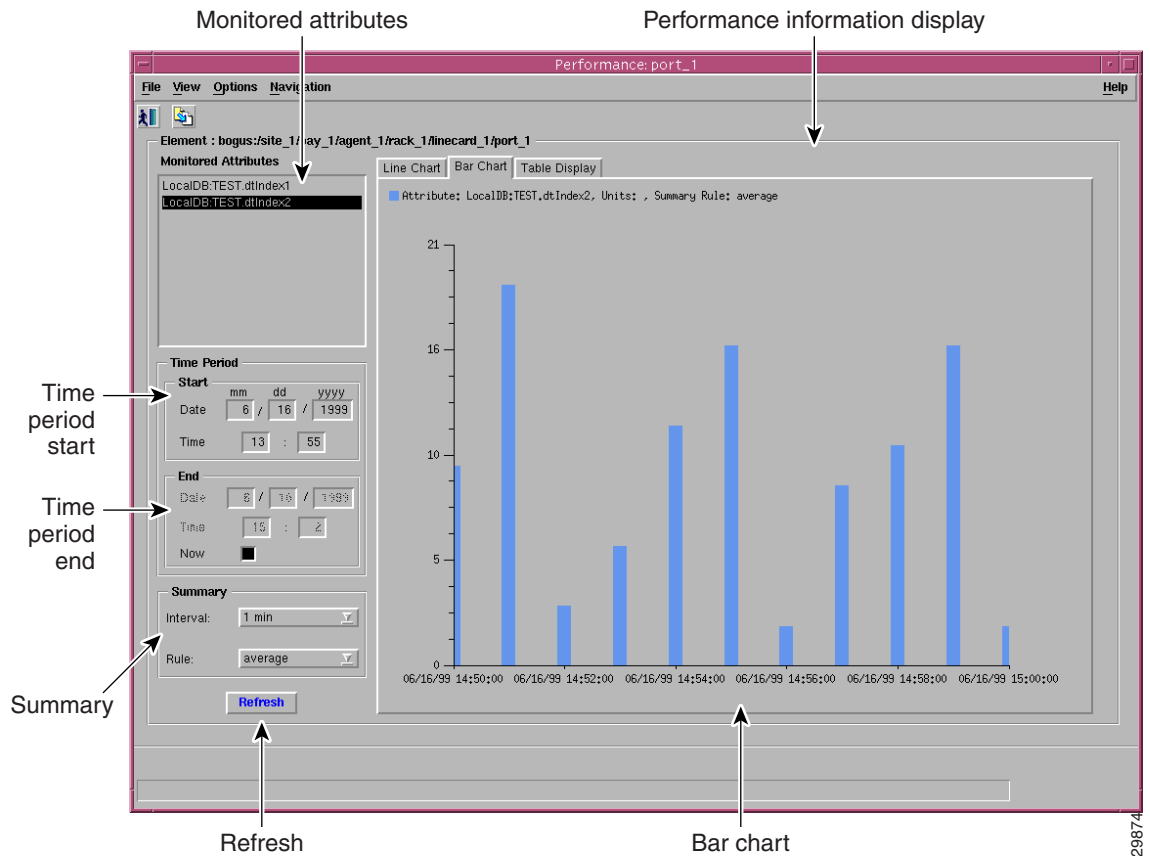 Monitored attributes
Performance information display
Performance: port_1
File View Options Navigation Help
Element : bogus:/site_1/bay_1/agent_1/rack_1/linecard_1/port_1
Monitored Attributes
LocalDB:TEST.dtIndex1
LocalDB:TEST.dtIndex2
Line Chart Bar Chart Table Display
Attribute: LocalDB:TEST.dtIndex2, Units: , Summary Rule: average
21
16
10
5
0
06/16/99 14:50:00 06/16/99 14:52:00 06/16/99 14:54:00 06/16/99 14:56:00 06/16/99 14:58:00 06/16/99 15:00:00
Time Period
Start
mm dd yyyy
Date 6 / 16 / 1999
Time 13 : 55
End
Date 6 / 16 / 1999
Time 15 : 2
Now
Summary
Interval: 1 min
Rule: average
Refresh
Time
period
start
Time
period
end
Summary
Refresh
Bar chart
29874